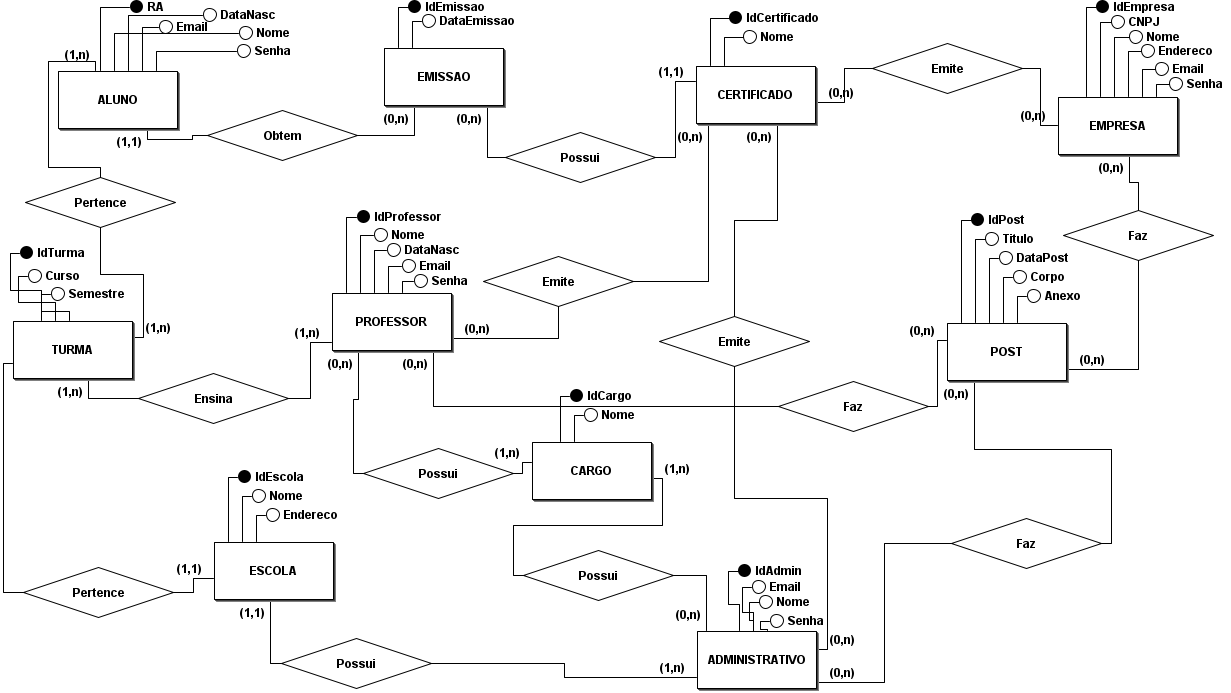 RA
DataNasc
Email
Nome
Senha
(1,n)
ALUNO
(1,1)
Obtem
IdEmissao
DataEmissao
EMISSAO
(0,n)
(0,n)
Possui
IdCertificado
Nome
(1,1)
CERTIFICADO
(0,n)
(0,n)
(0,n)
Emite
IdEmpresa
CNPJ
Nome
Endereco
Email
Senha
(0,n)
EMPRESA
(0,n)
Faz
Pertence
IdTurma
Curso
Semestre
TURMA
(1,n)
(1,n)
Ensina
IdProfessor
Nome
DataNasc
Email
Senha
(1,n)
PROFESSOR
(0,n)
(0,n)
(0,n)
Emite
Emite
IdPost
Titulo
DataPost
Corpo
Anexo
(0,n)
POST
(0,n)
(0,n)
Faz
IdCargo
Nome
(1,n)
CARGO
(1,n)
Possui
IdEscola
Nome
Endereco
(1,1)
ESCOLA
(1,1)
Pertence
Possui
Possui
IdAdmin
Email
Nome
Senha
(0,n)
ADMINISTRATIVO
(0,n)
(1,n)
(0,n)
Faz